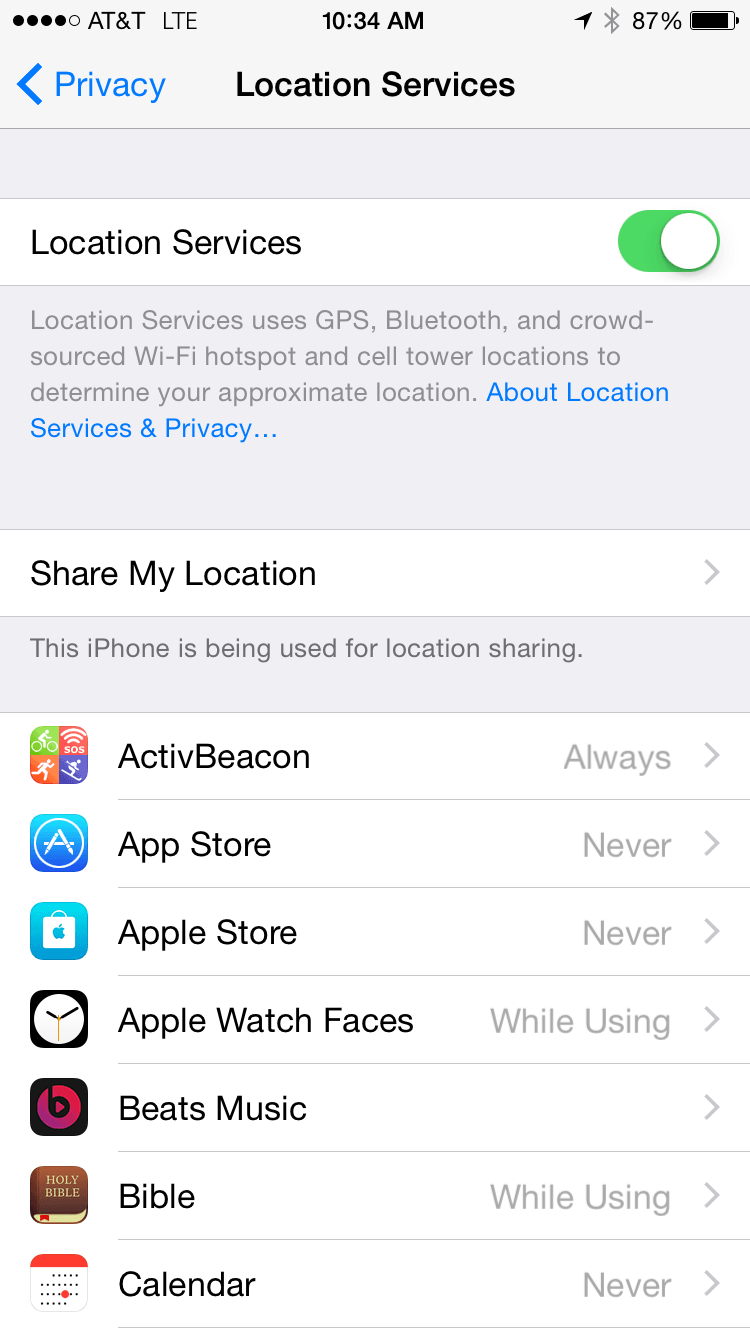 AT&T LTE 10:34 AM 87%
Privacy Location Services
Location Services
Location Services uses GPS, Bluetooth, and crowd-
sourced Wi-Fi hotspot and cell tower locations to
determine your approximate location. About Location
Services & Privacy…
Share My Location
This iPhone is being used for location sharing.
SOS
ActivBeacon Always
App Store Never
Apple Store Never
Apple Watch Faces While Using
Beats Music
HOLY
BIBLE
Bible While Using
Calendar Never